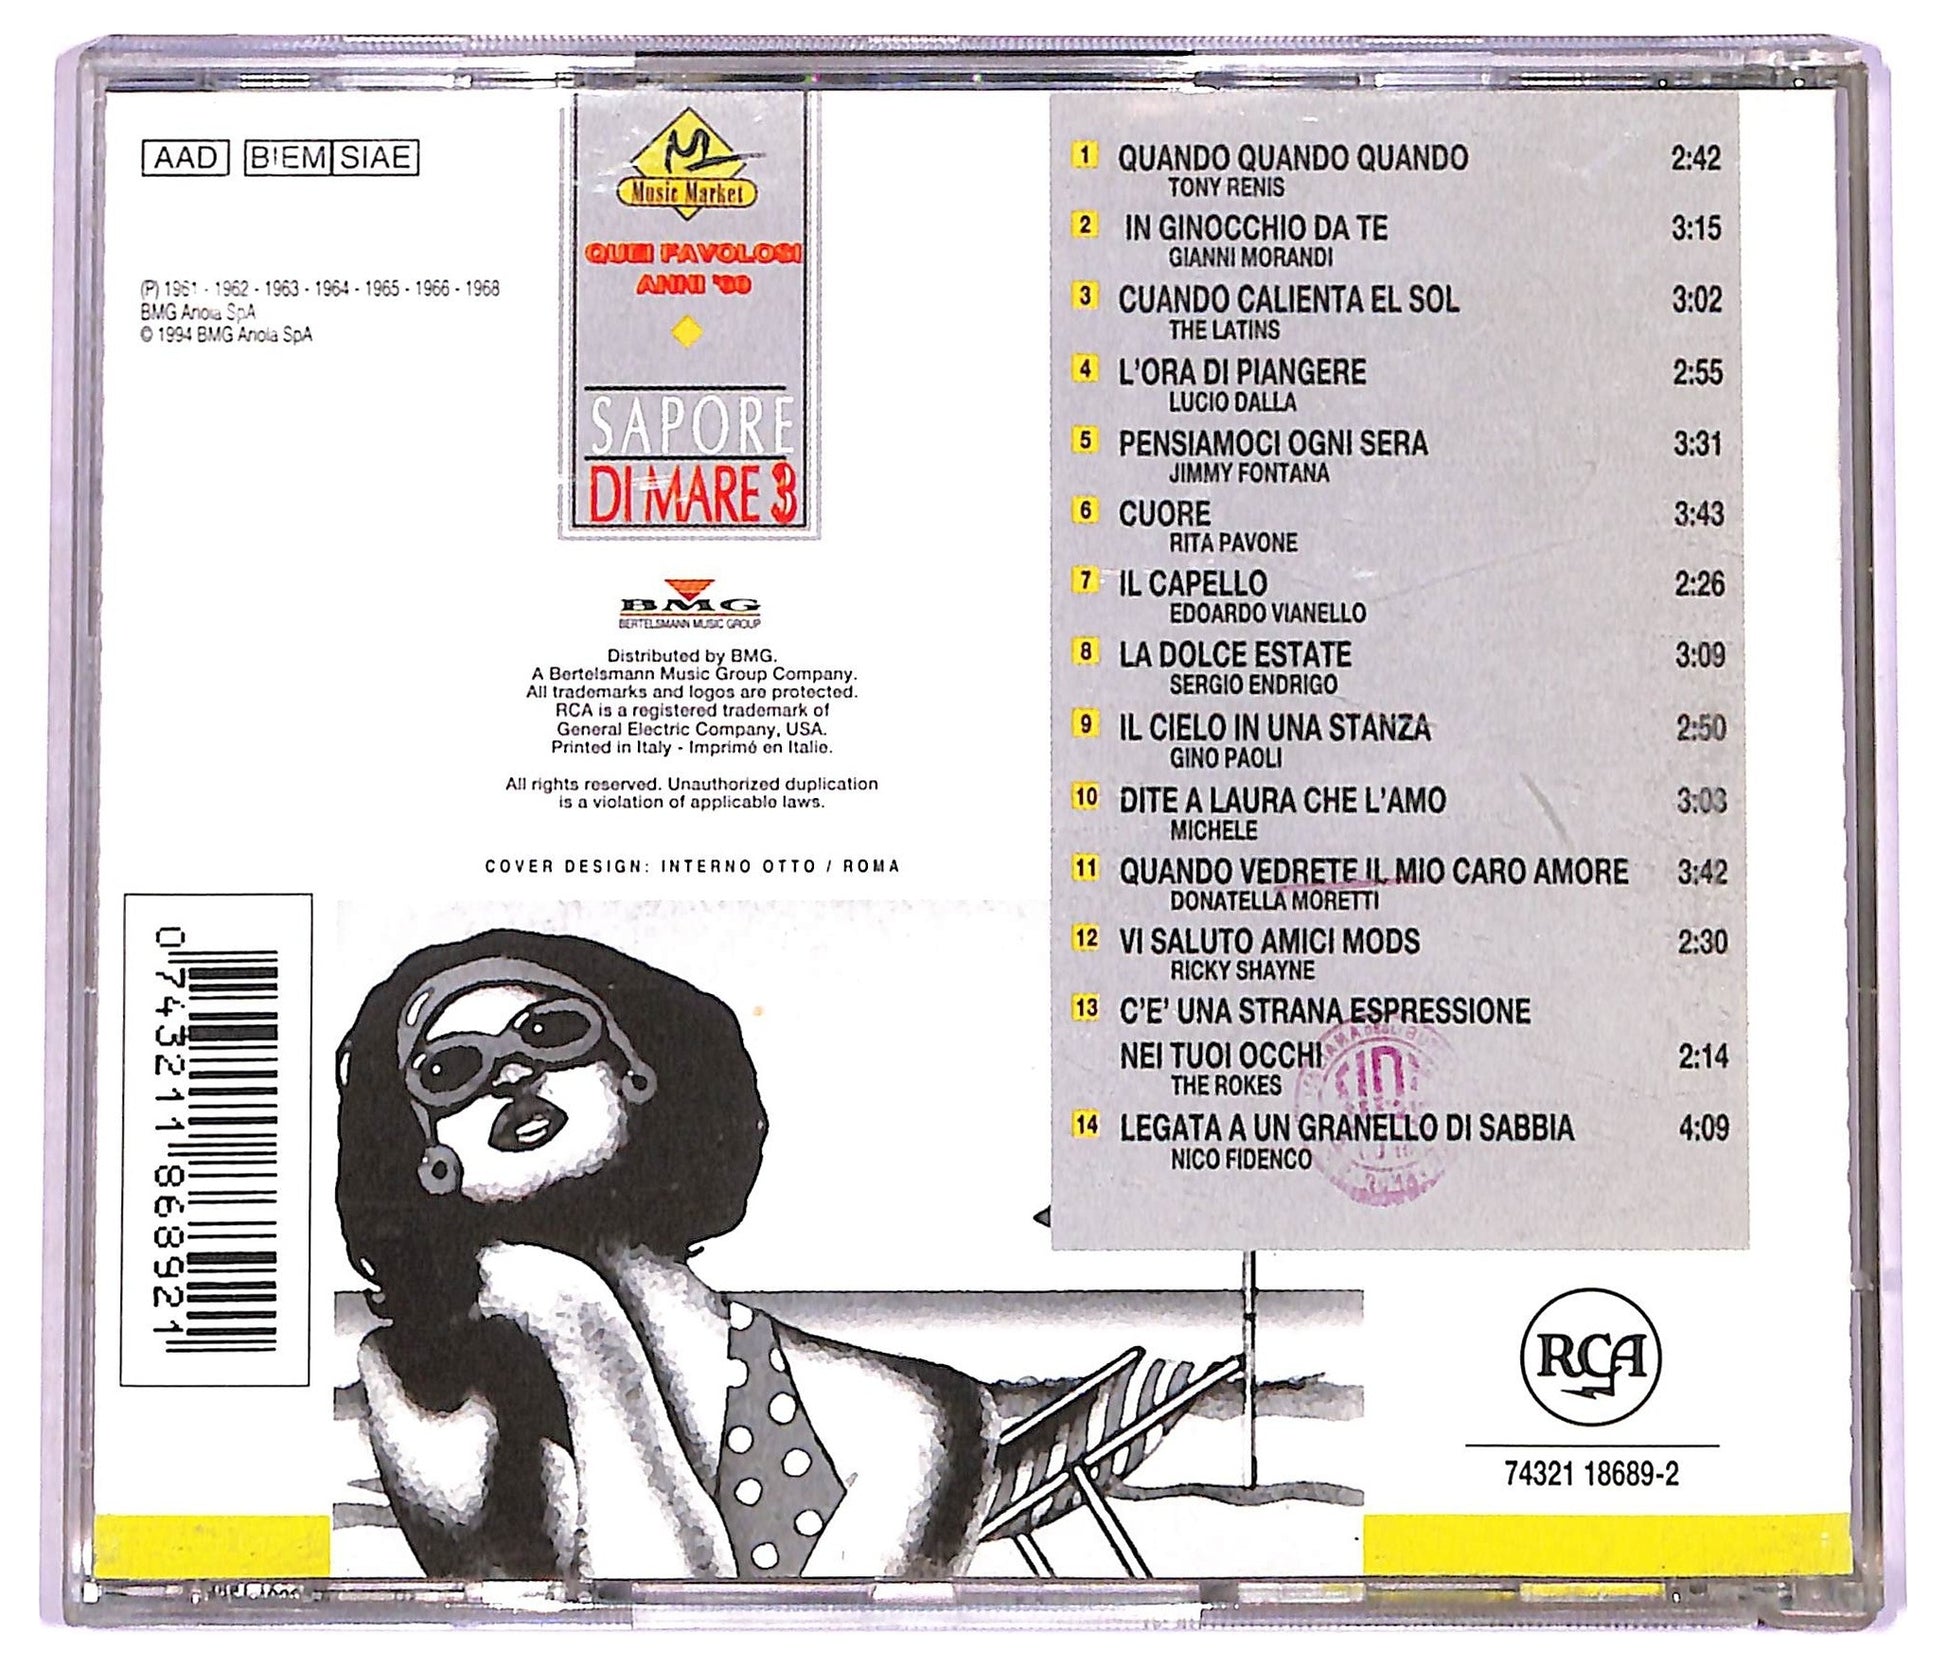 AAD BIEM SIAE
(P) 1961 - 1962 - 1963 - 1964 - 1965 - 1966 - 1968
BMG Ariola SpA
© 1994 BMG Ariola SpA
Music Market
QUEI FAVOLOSI
ANNI '60
SAPORE
DI MARE 3
BMG
BERTELSMANN MUSIC GROUP
Distributed by BMG.
A Bertelsmann Music Group Company.
All trademarks and logos are protected.
RCA is a registered trademark of
General Electric Company, USA.
Printed in Italy - Imprimé en Italie.
All rights reserved. Unauthorized duplication
is a violation of applicable laws.
COVER DESIGN: INTERNO OTTO / ROMA
0 743211 868921
1 QUANDO QUANDO QUANDO 2:42
TONY RENIS
2 IN GINOCCHIO DA TE 3:15
GIANNI MORANDI
3 CUANDO CALIENTA EL SOL 3:02
THE LATINS
4 L'ORA DI PIANGERE 2:55
LUCIO DALLA
5 PENSIAMOCI OGNI SERA 3:31
JIMMY FONTANA
6 CUORE 3:43
RITA PAVONE
7 IL CAPELLO 2:26
EDOARDO VIANELLO
8 LA DOLCE ESTATE 3:09
SERGIO ENDRIGO
9 IL CIELO IN UNA STANZA 2:50
GINO PAOLI
10 DITE A LAURA CHE L'AMO 3:03
MICHELE
11 QUANDO VEDRETE IL MIO CARO AMORE 3:42
DONATELLA MORETTI
12 VI SALUTO AMICI MODS 2:30
RICKY SHAYNE
13 C'E' UNA STRANA ESPRESSIONE
NEI TUOI OCCHI 2:14
THE ROKES
14 LEGATA A UN GRANELLO DI SABBIA 4:09
NICO FIDENCO
RCA
74321 18689-2